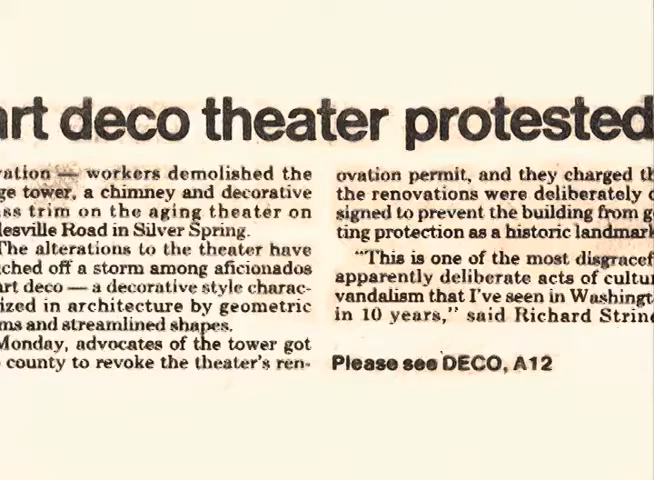 art deco theater protested
ration — workers demolished the
ge tower, a chimney and decorative
ss trim on the aging theater on
lesville Road in Silver Spring.
The alterations to the theater have
ched off a storm among aficionados
art deco — a decorative style charac-
ized in architecture by geometric
ms and streamlined shapes.
Monday, advocates of the tower got
county to revoke the theater's ren-
ovation permit, and they charged th
the renovations were deliberately d
signed to prevent the building from g
ting protection as a historic landmark
"This is one of the most disgracef
apparently deliberate acts of cultur
vandalism that I've seen in Washingt
in 10 years," said Richard Strine
Please see DECO, A12